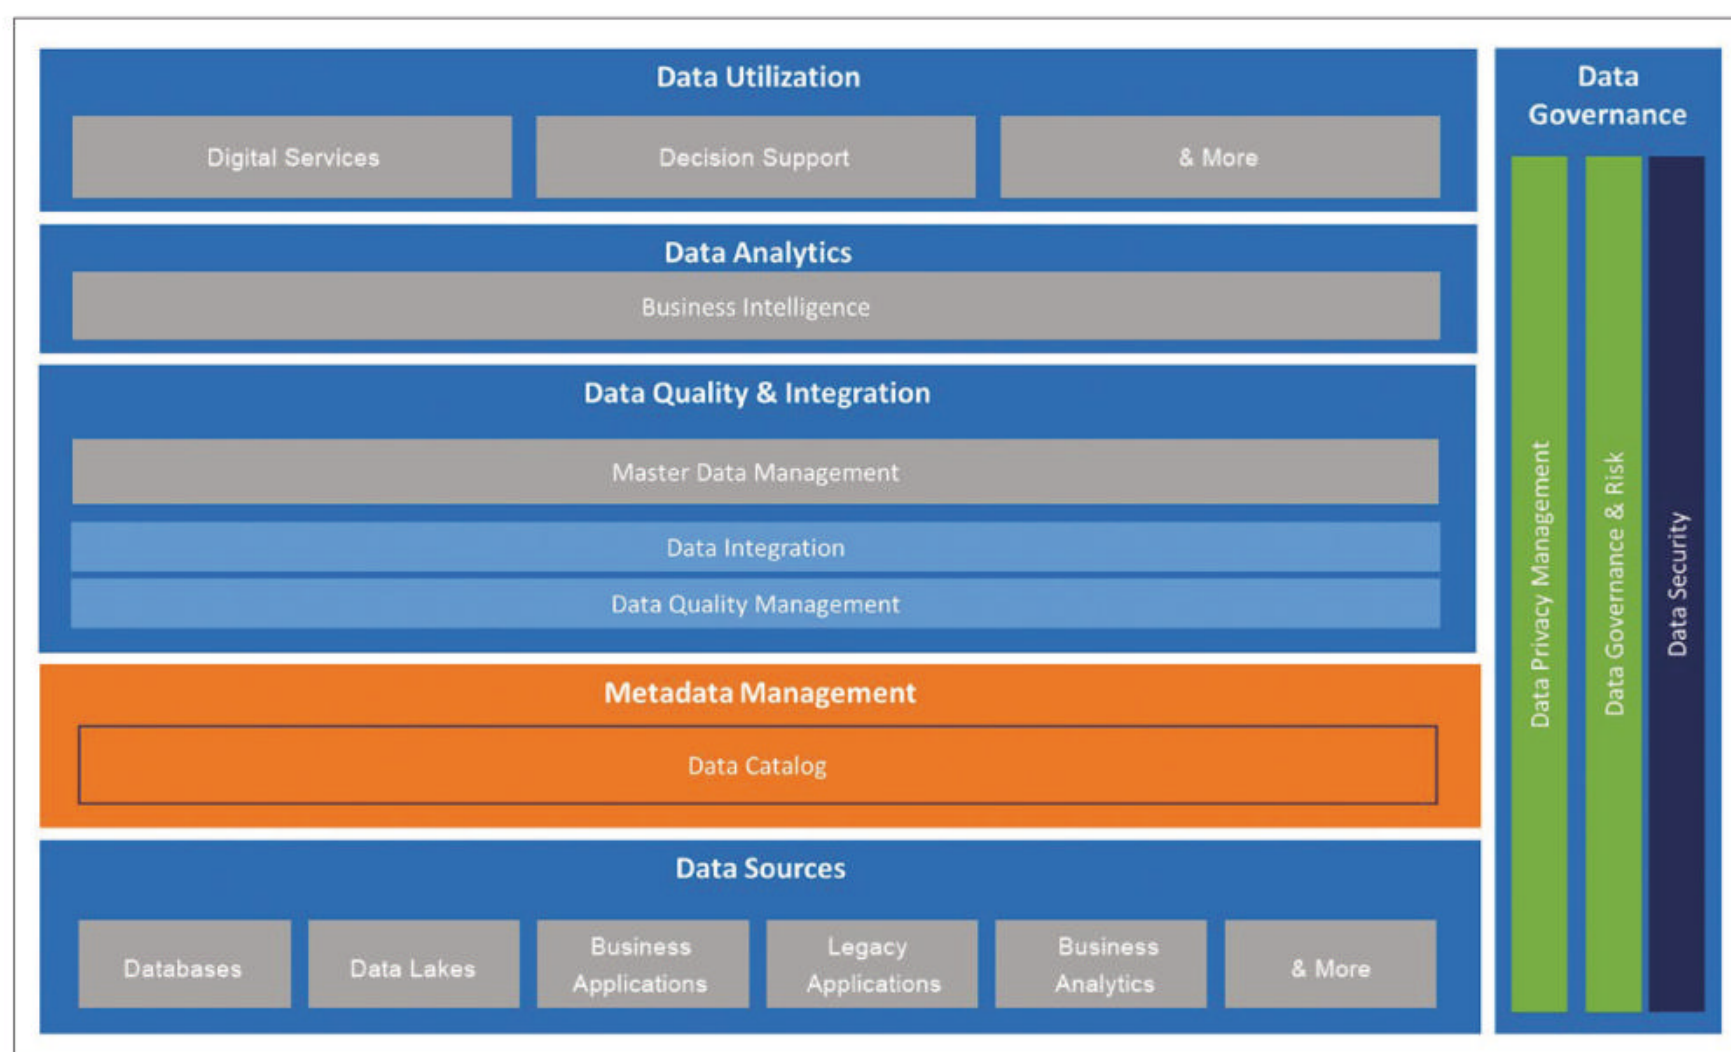 Data Utilization
Digital Services
Decision Support
& More
Data Analytics
Business Intelligence
Data Quality & Integration
Master Data Management
Data Integration
Data Quality Management
Metadata Management
Data Catalog
Data Sources
Databases
Data Lakes
Business
Applications
Legacy
Applications
Business
Analytics
& More
Data
Governance
Data Privacy Management
Data Governance & Risk
Data Security